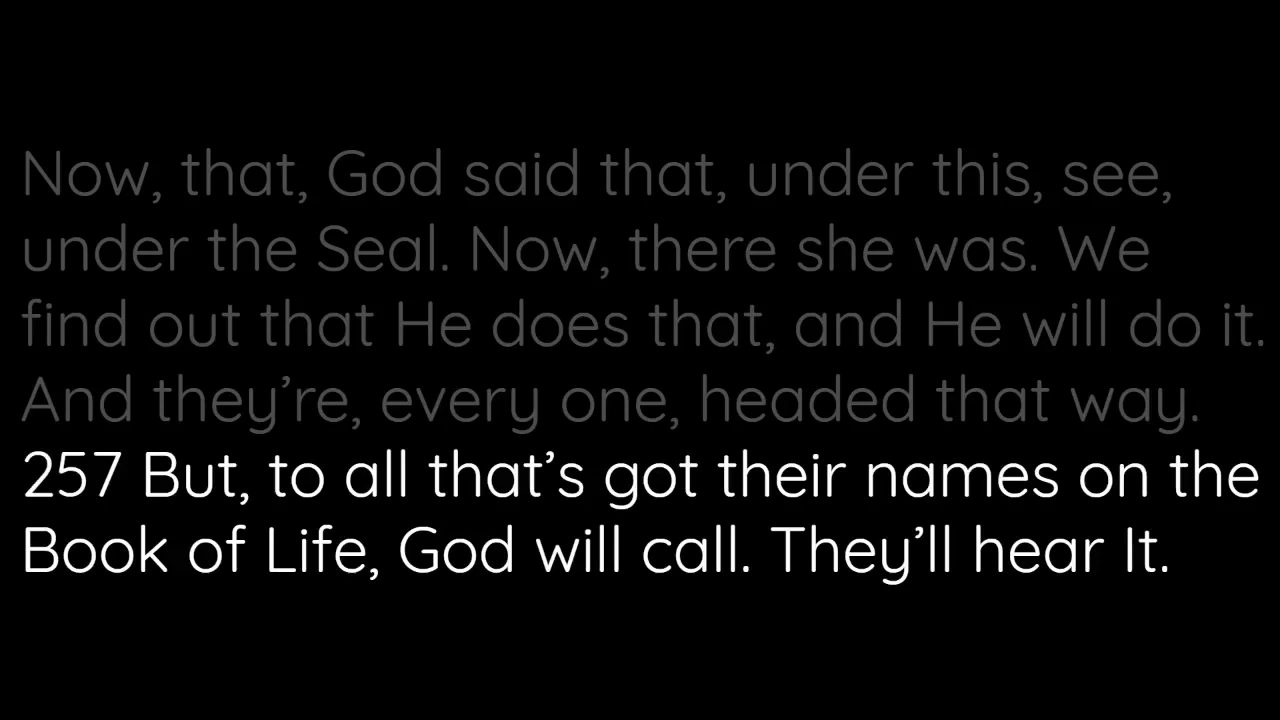 Now, that, God said that, under this, see,
under the Seal. Now, there she was. We
find out that He does that, and He will do it.
And they’re, every one, headed that way.
257 But, to all that’s got their names on the
Book of Life, God will call. They’ll hear It.